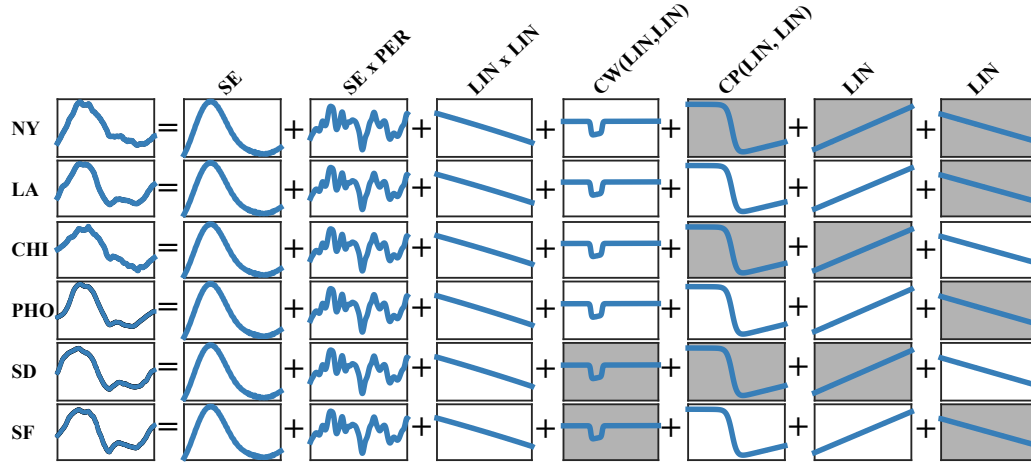 SE
SE x PER
LIN x LIN
CW(LIN,LIN)
CP(LIN, LIN)
LIN
LIN
NY = + + + + + +
LA = + + + + + +
CHI = + + + + + +
PHO = + + + + + +
SD = + + + + + +
SF = + + + + + +